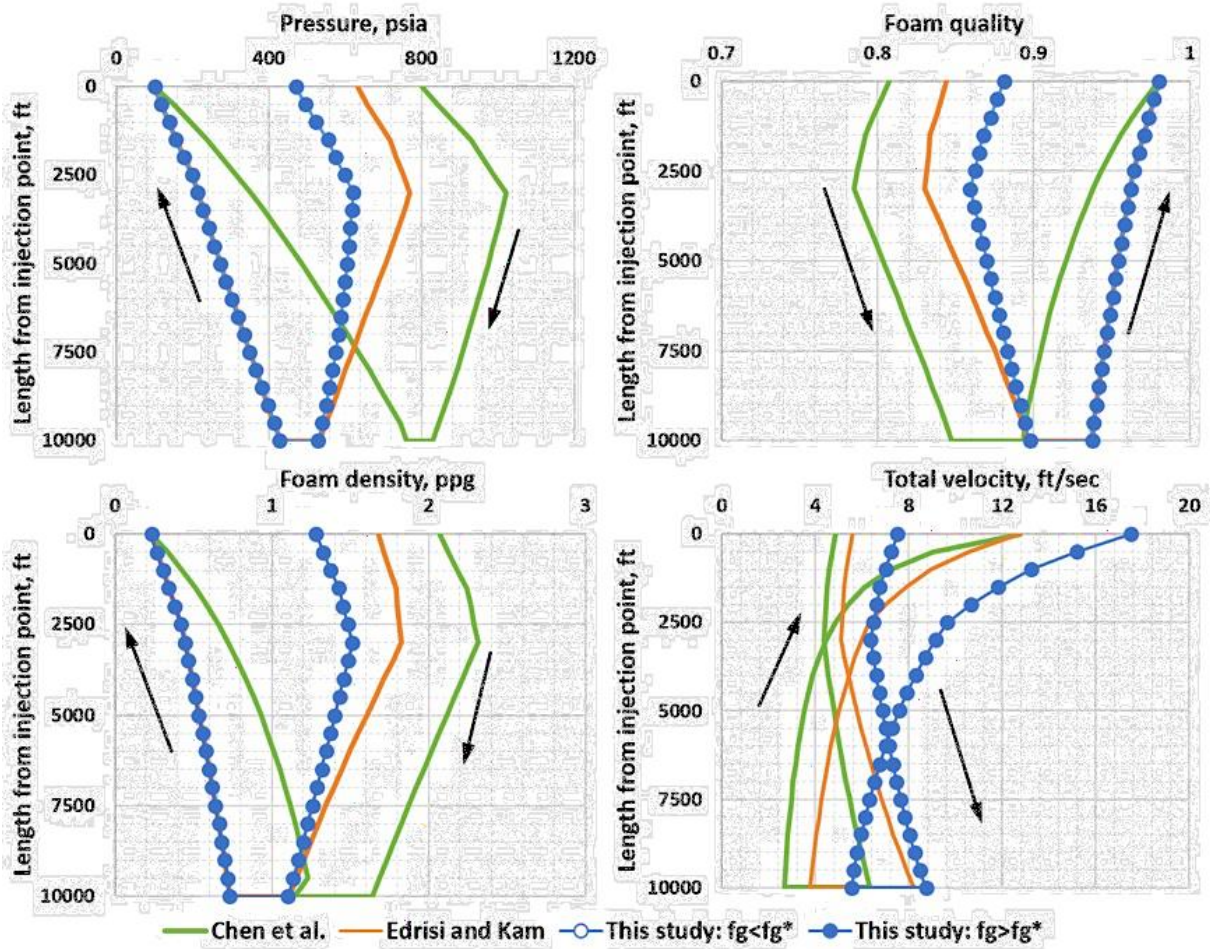 Pressure, psia
0 400 800 1200
Length from injection point, ft
0
2500
5000
7500
10000
Foam quality
0.7 0.8 0.9 1
Length from injection point, ft
0
2500
5000
7500
10000
Foam density, ppg
0 1 2 3
Length from injection point, ft
0
2500
5000
7500
10000
Total velocity, ft/sec
0 4 8 12 16 20
Length from injection point, ft
0
2500
5000
7500
10000
Chen et al. Edrisi and Kam This study: fg<fg* This study: fg>fg*